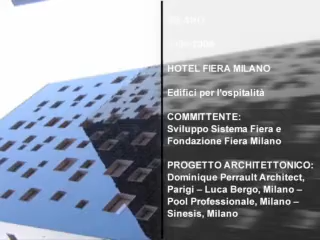 HOTEL FIERA MILANO
Edifici per l'ospitalità
COMMITTENTE:
Sviluppo Sistema Fiera e
Fondazione Fiera Milano
PROGETTO ARCHITETTONICO:
Dominique Perrault Architect,
Parigi – Luca Bergo, Milano –
Pool Professionale, Milano –
Sinesis, Milano